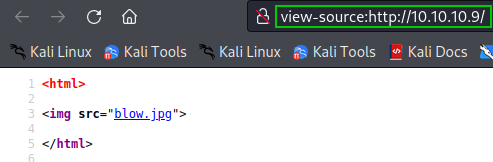 view-source:http://10.10.10.9/
Kali Linux Kali Tools Kali Linux Kali Tools Kali Docs
1 <html>
2
3 <img src="blow.jpg">
4
5 </html>
6